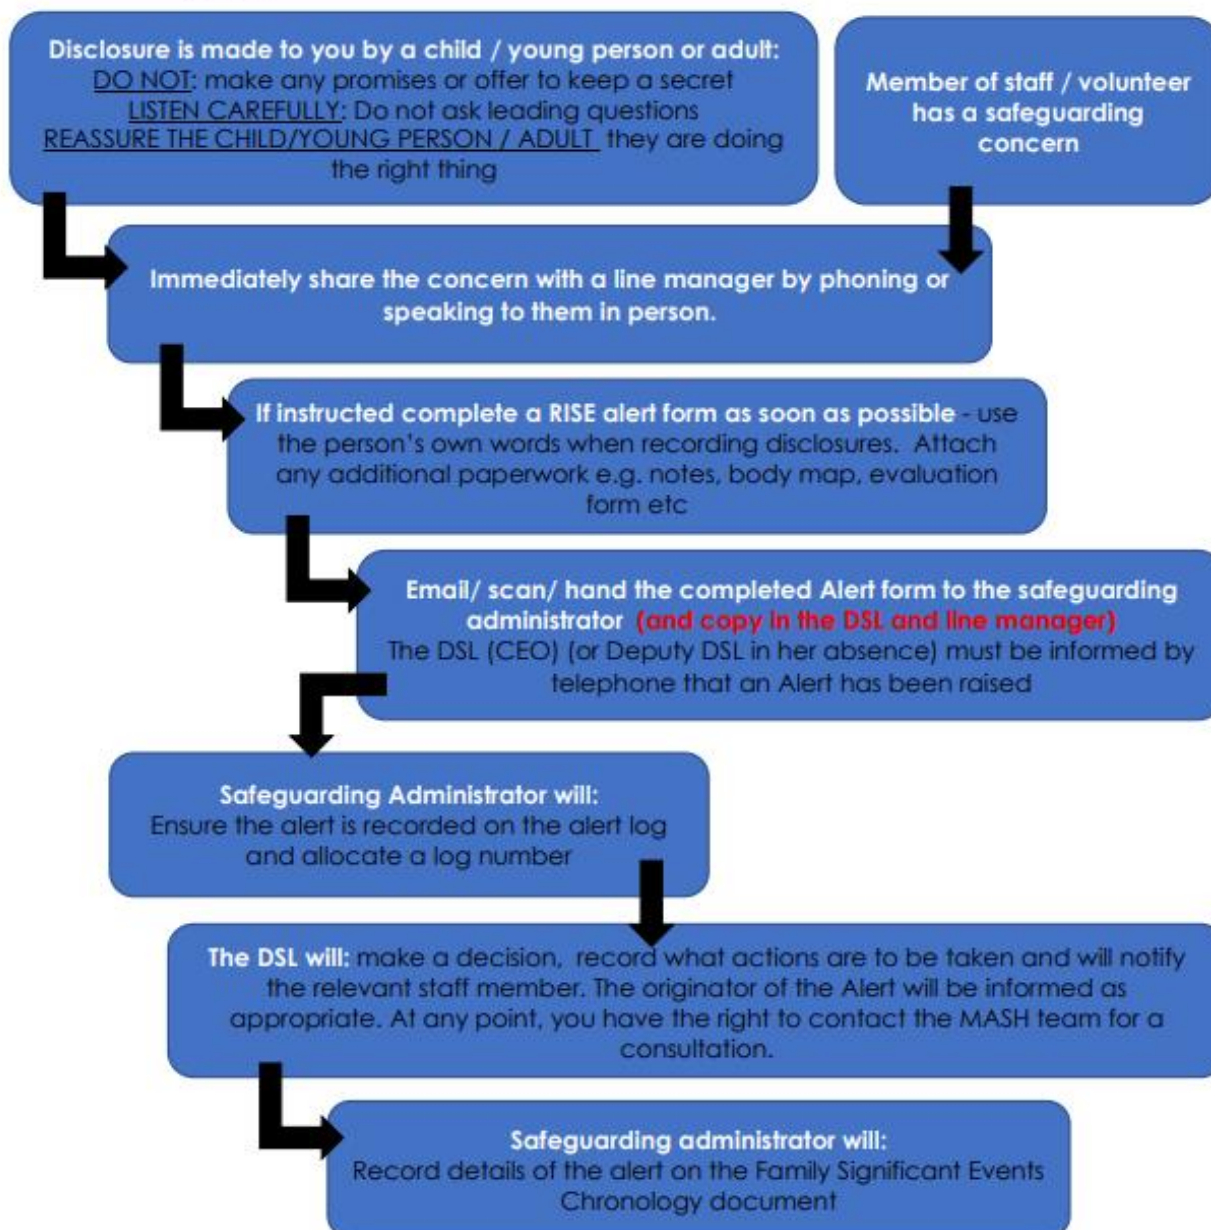 Disclosure is made to you by a child / young person or adult:
DO NOT: make any promises or offer to keep a secret
LISTEN CAREFULLY: Do not ask leading questions
REASSURE THE CHILD/YOUNG PERSON / ADULT they are doing
the right thing
Member of staff / volunteer
has a safeguarding
concern
Immediately share the concern with a line manager by phoning or
speaking to them in person.
If instructed complete a RISE alert form as soon as possible - use
the person's own words when recording disclosures. Attach
any additional paperwork e.g. notes, body map, evaluation
form etc
Email/ scan/ hand the completed Alert form to the safeguarding
administrator (and copy in the DSL and line manager)
The DSL (CEO) (or Deputy DSL in her absence) must be informed by
telephone that an Alert has been raised
Safeguarding Administrator will:
Ensure the alert is recorded on the alert log
and allocate a log number
The DSL will: make a decision, record what actions are to be taken and will notify
the relevant staff member. The originator of the Alert will be informed as
appropriate. At any point, you have the right to contact the MASH team for a
consultation.
Safeguarding administrator will:
Record details of the alert on the Family Significant Events
Chronology document